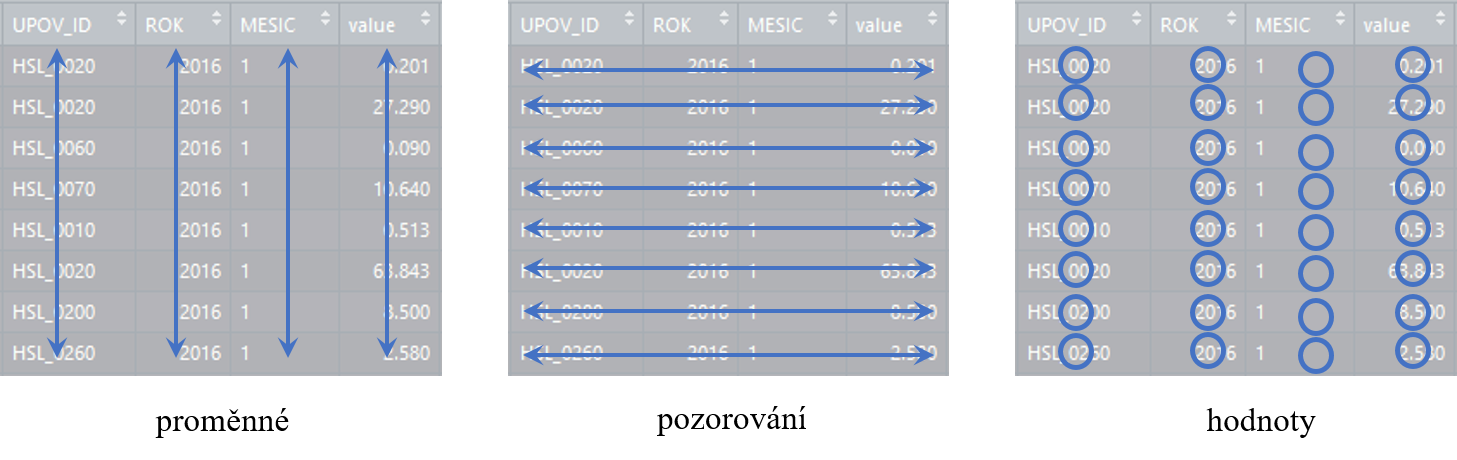 UPOV_ID ROK MESIC value
HSL_0020 2016 1 0.201
HSL_0020 2016 1 27.290
HSL_0060 2016 1 0.090
HSL_0070 2016 1 10.640
HSL_0010 2016 1 0.513
HSL_0020 2016 1 63.843
HSL_0200 2016 1 8.500
HSL_0260 2016 1 2.580
proměnné
UPOV_ID ROK MESIC value
HSL_0020 2016 1 0.201
HSL_0020 2016 1 27.290
HSL_0060 2016 1 0.090
HSL_0070 2016 1 10.640
HSL_0010 2016 1 0.513
HSL_0020 2016 1 63.843
HSL_0200 2016 1 8.500
HSL_0260 2016 1 2.580
pozorování
UPOV_ID ROK MESIC value
HSL_0020 2016 1 0.201
HSL_0020 2016 1 27.290
HSL_0060 2016 1 0.090
HSL_0070 2016 1 10.640
HSL_0010 2016 1 0.513
HSL_0020 2016 1 63.843
HSL_0200 2016 1 8.500
HSL_0260 2016 1 2.580
hodnoty